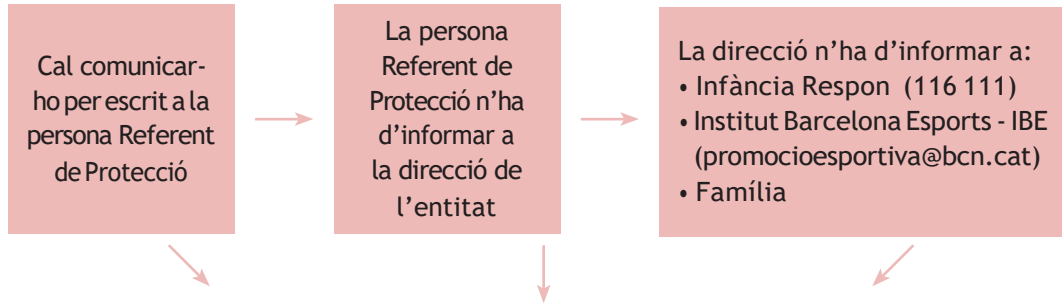 Cal comunicar-
ho per escrit a la
persona Referent
de Protecció
La persona
Referent de
Protecció n’ha
d’informar a
la direcció de
l’entitat
La direcció n’ha d’informar a:
• Infància Respon (116 111)
• Institut Barcelona Esports - IBE
(promocioesportiva@bcn.cat)
• Família